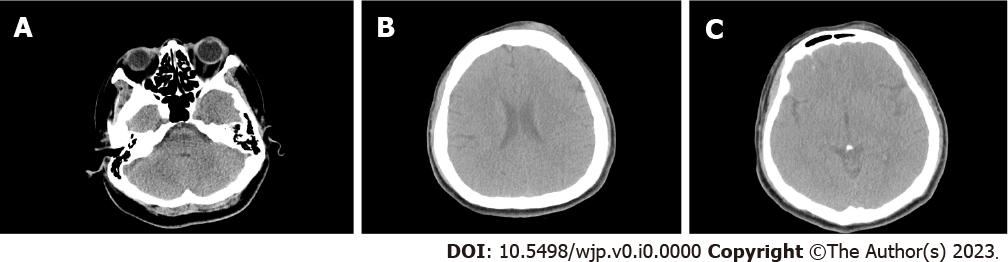 A
B
C
DOI: 10.5498/wjp.v0.i0.0000 Copyright ©The Author(s) 2023.